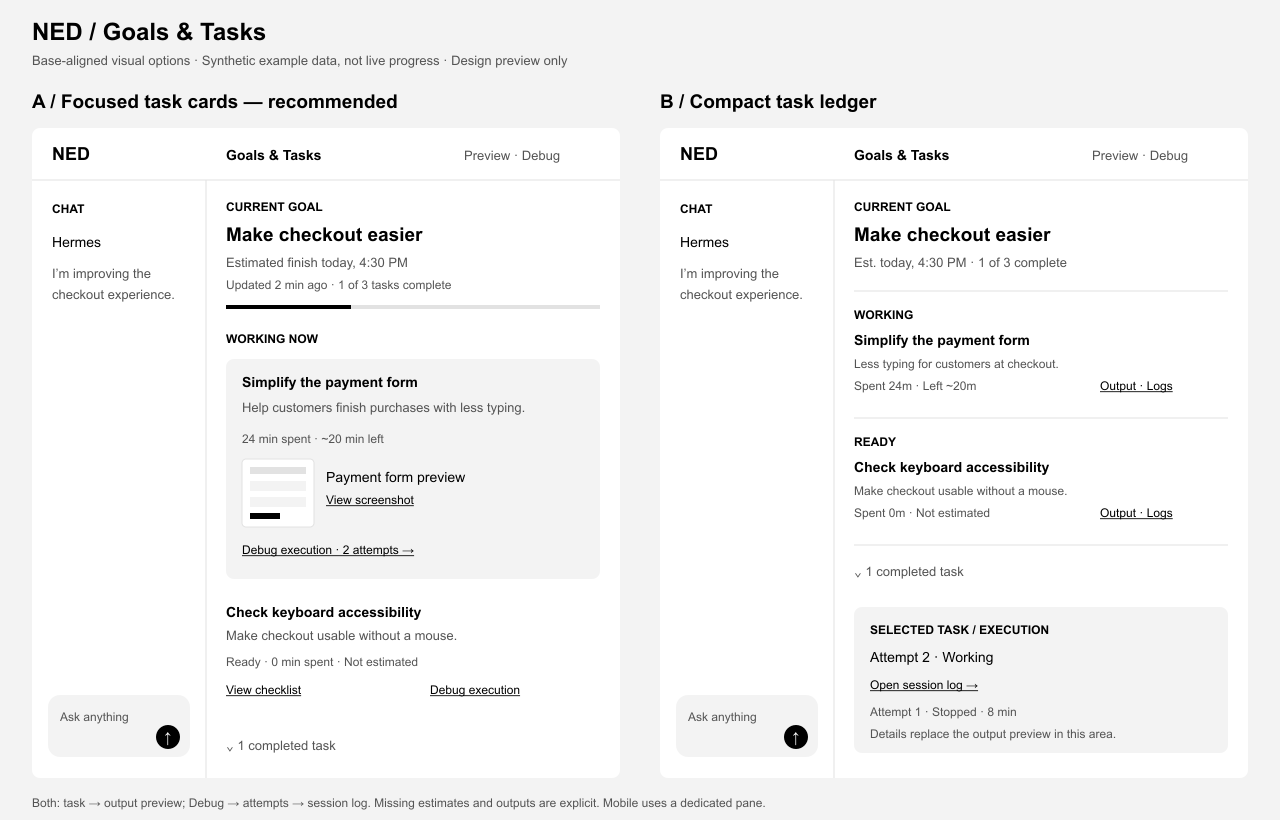 NED / Goals & Tasks
Base-aligned visual options · Synthetic example data, not live progress · Design preview only
A / Focused task cards — recommended
NED
Goals & Tasks
Preview · Debug
CHAT
Hermes
I'm improving the
checkout experience.
Ask anything
↑
CURRENT GOAL
Make checkout easier
Estimated finish today, 4:30 PM
Updated 2 min ago · 1 of 3 tasks complete
WORKING NOW
Simplify the payment form
Help customers finish purchases with less typing.
24 min spent · ~20 min left
Payment form preview
View screenshot
Debug execution · 2 attempts →
Check keyboard accessibility
Make checkout usable without a mouse.
Ready · 0 min spent · Not estimated
View checklist
Debug execution
⌄ 1 completed task
B / Compact task ledger
NED
Goals & Tasks
Preview · Debug
CHAT
Hermes
I'm improving the
checkout experience.
Ask anything
↑
CURRENT GOAL
Make checkout easier
Est. today, 4:30 PM · 1 of 3 complete
WORKING
Simplify the payment form
Less typing for customers at checkout.
Spent 24m · Left ~20m
Output · Logs
READY
Check keyboard accessibility
Make checkout usable without a mouse.
Spent 0m · Not estimated
Output · Logs
⌄ 1 completed task
SELECTED TASK / EXECUTION
Attempt 2 · Working
Open session log →
Attempt 1 · Stopped · 8 min
Details replace the output preview in this area.
Both: task → output preview; Debug → attempts → session log. Missing estimates and outputs are explicit. Mobile uses a dedicated pane.